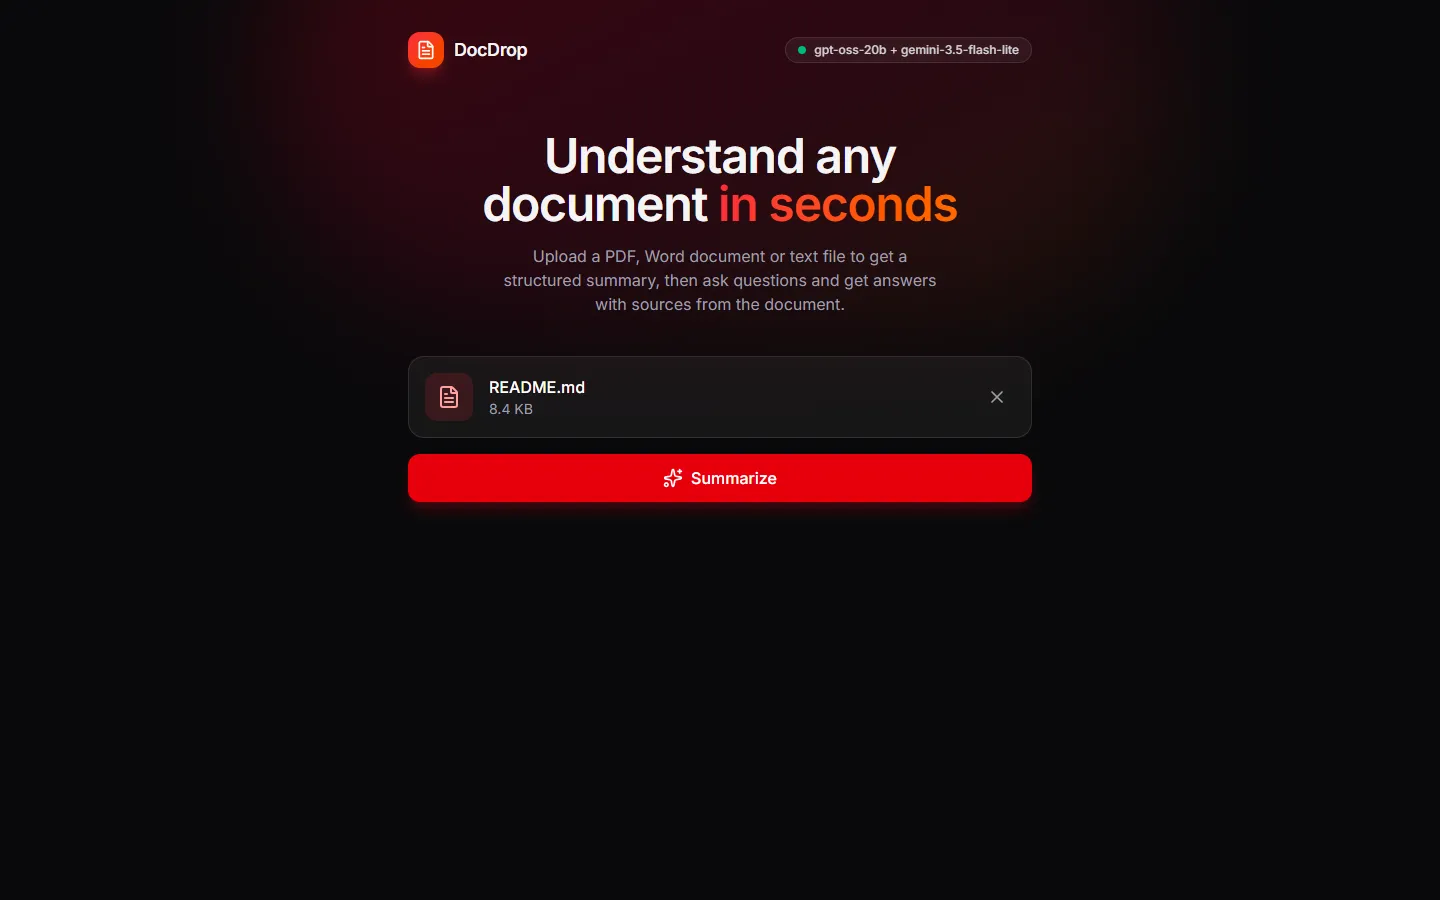 DocDrop
gpt-oss-20b + gemini-3.5-flash-lite
Understand any
document in seconds
Upload a PDF, Word document or text file to get a
structured summary, then ask questions and get answers
with sources from the document.
README.md
8.4 KB
Summarize